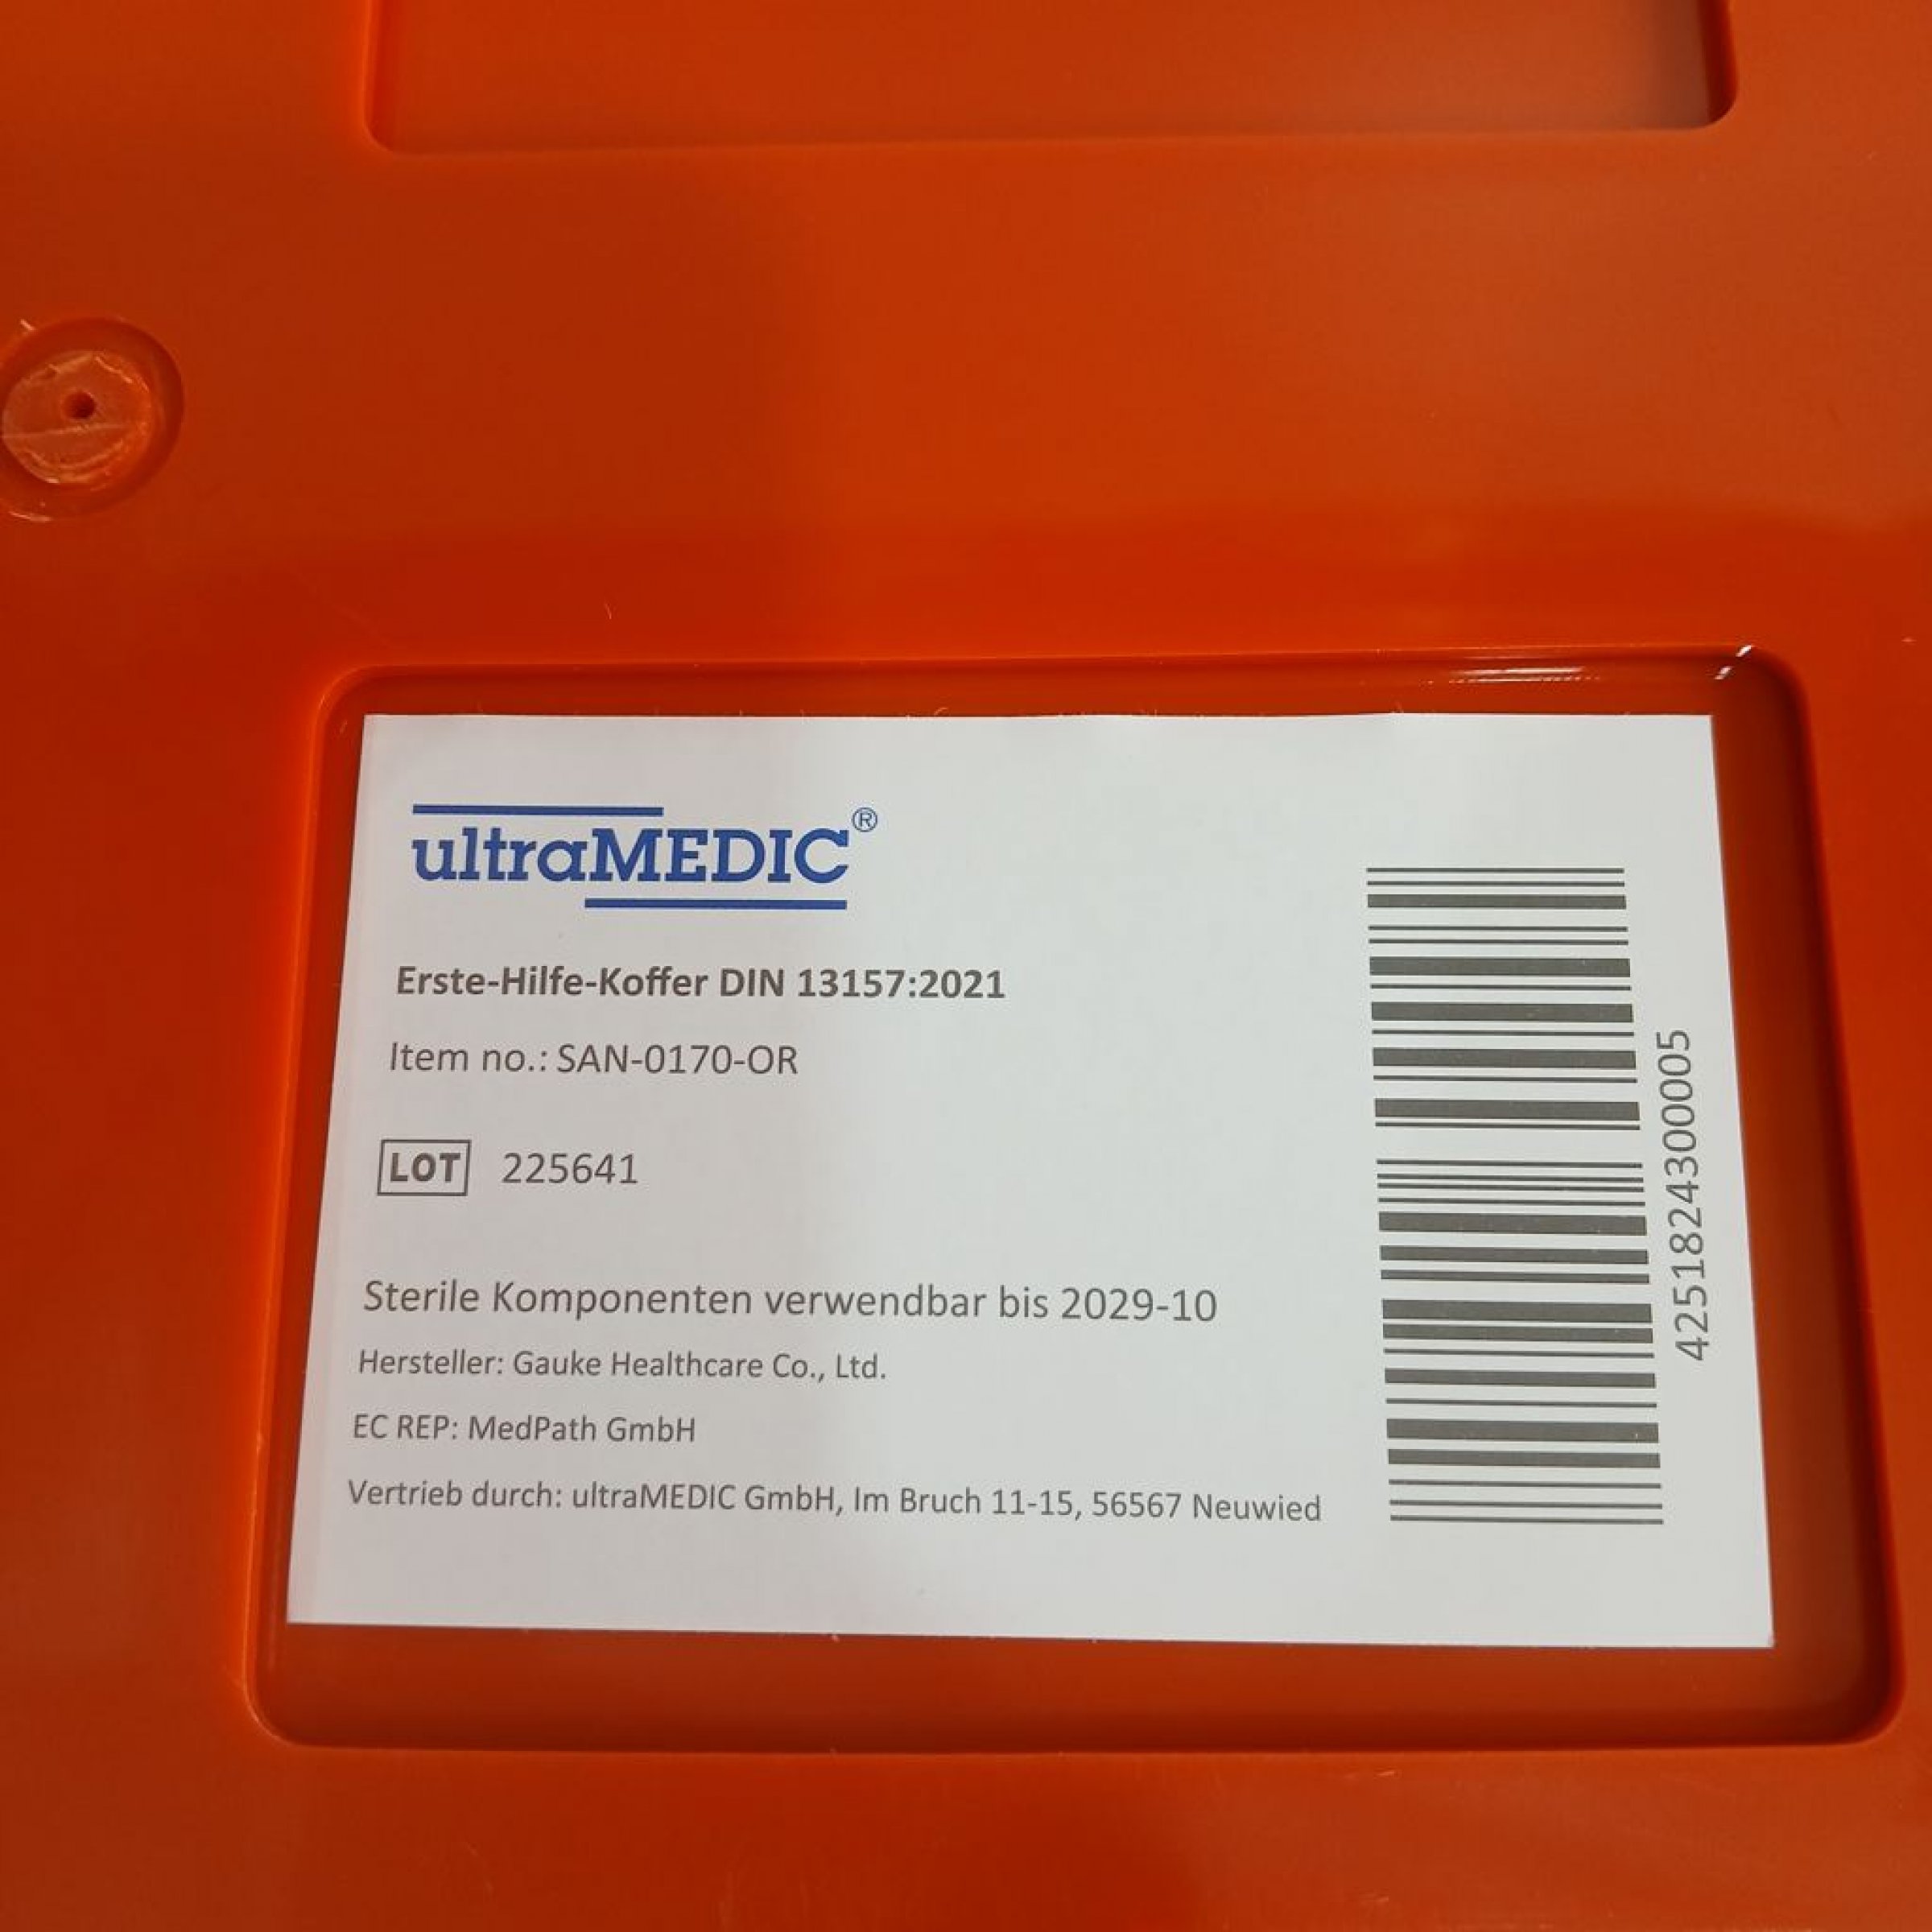 ultraMEDIC®
Erste-Hilfe-Koffer DIN 13157:2021
Item no.: SAN-0170-OR
LOT 225641
Sterile Komponenten verwendbar bis 2029-10
Hersteller: Gauke Healthcare Co., Ltd.
EC REP: MedPath GmbH
Vertrieb durch: ultraMEDIC GmbH, Im Bruch 11-15, 56567 Neuwied
4251824300005